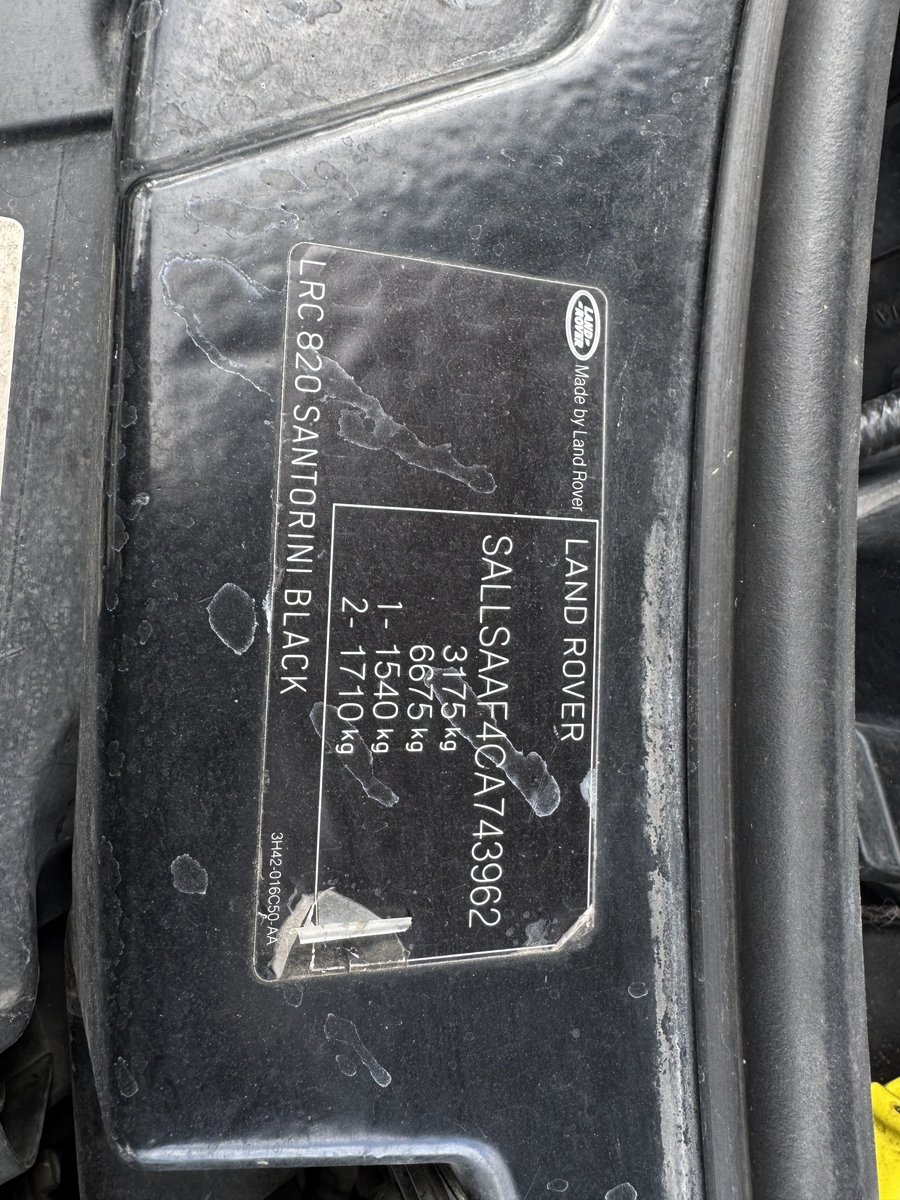 LAND-
-ROVER
Made by Land Rover
LAND ROVER
SALLSAAF4CA743962
3175 kg
6675 kg
1- 1540 kg
2- 1710 kg
LRC 820 SANTORINI BLACK
3H42-016C50-AA